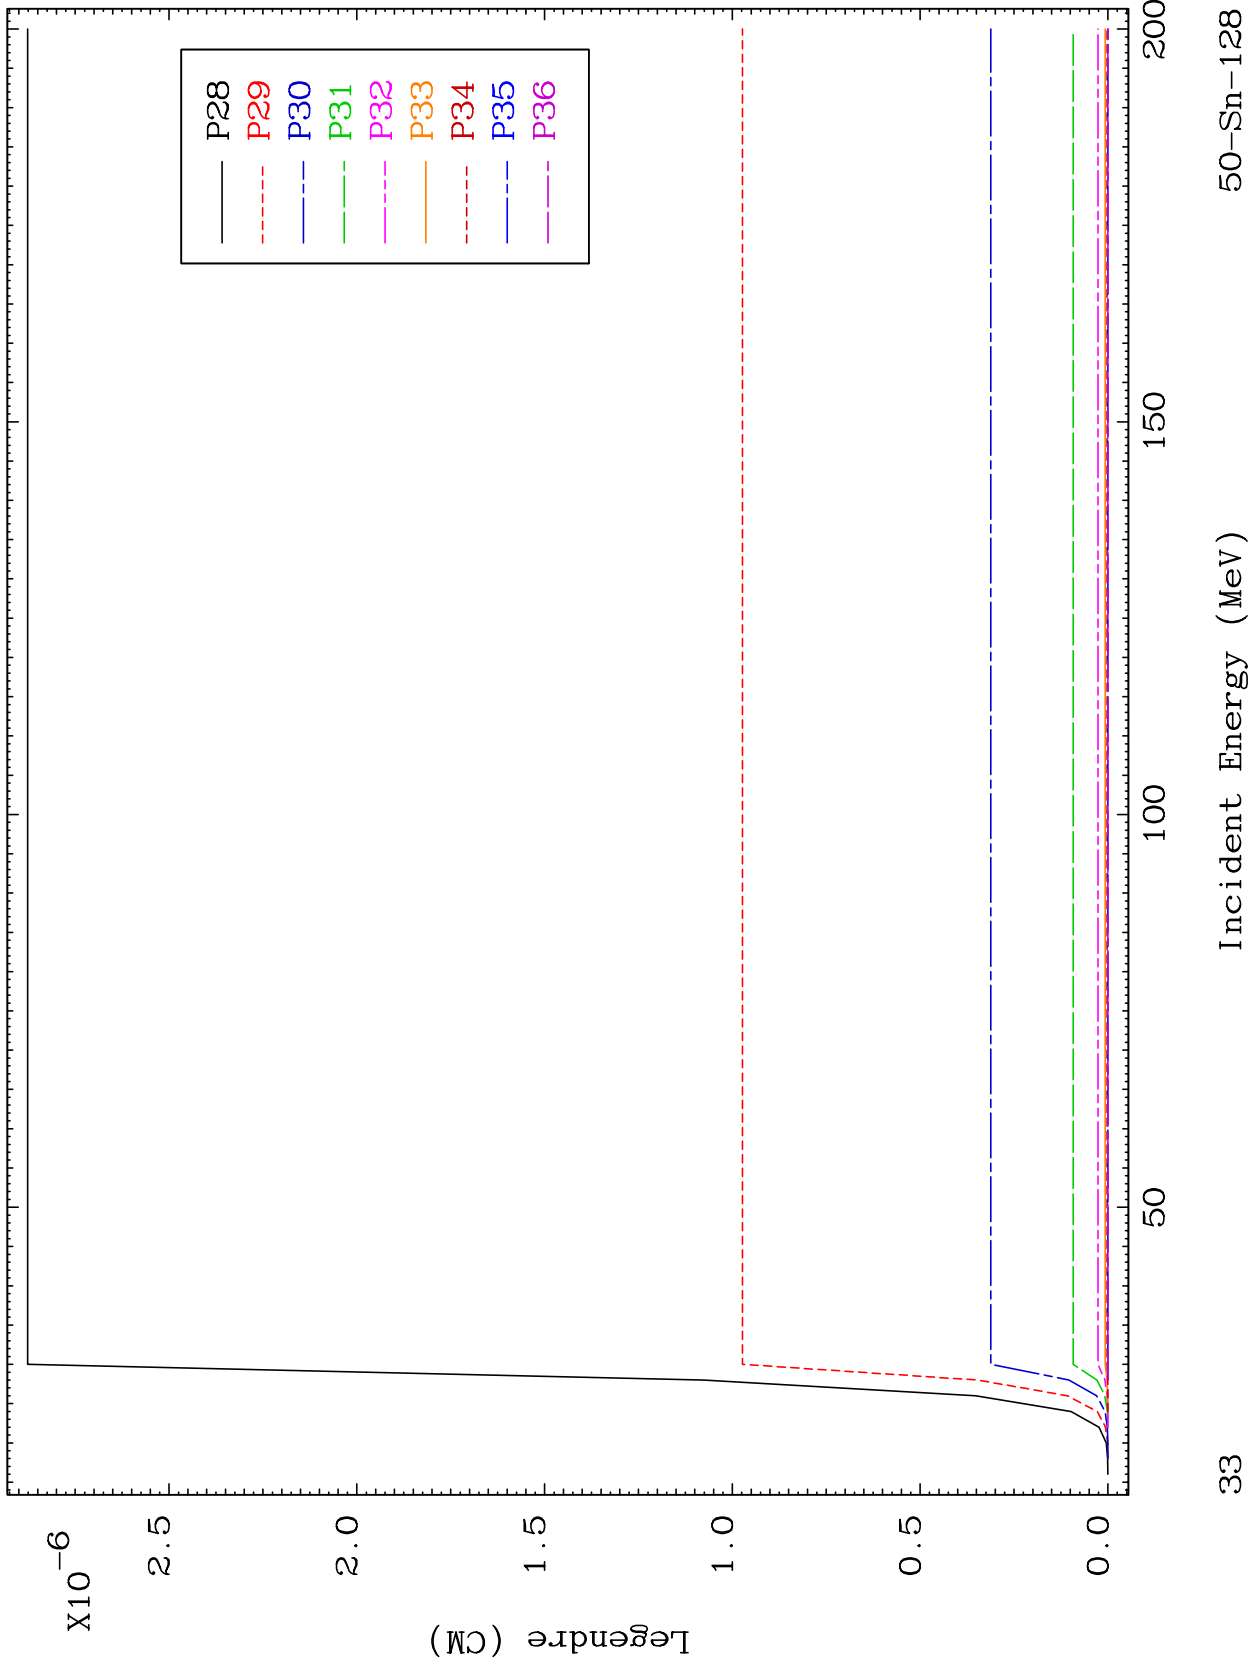 X10-6
2.5
2.0
1.5
1.0
0.5
0.0
Legendre (CM)
P28
P29
P30
P31
P32
P33
P34
P35
P36
50
100
150
200
33
Incident Energy (MeV)
50-Sn-128